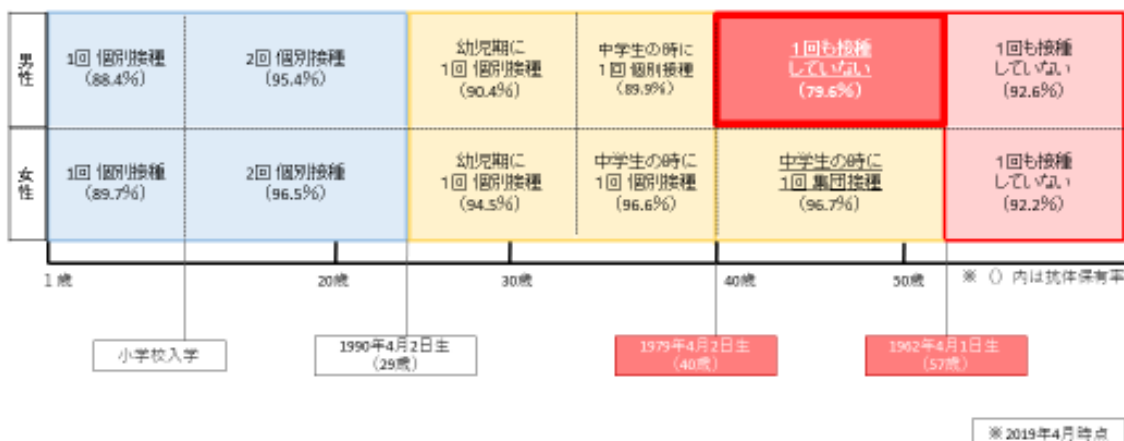 男性
1回 個別接種
(88.4%)
2回 個別接種
(95.4%)
幼児期に
1回 個別接種
(90.4%)
中学生の時に
1回 個別接種
(89.9%)
1回も接種
していない
(79.6%)
1回も接種
していない
(92.6%)
女性
1回 個別接種
(89.7%)
2回 個別接種
(96.5%)
幼児期に
1回 個別接種
(94.5%)
中学生の時に
1回 個別接種
(96.6%)
中学生の時に
1回 集団接種
(96.7%)
1回も接種
していない
(92.2%)
1歳
20歳
30歳
40歳
50歳
※ () 内は抗体保有率
小学校入学
1990年4月2日生
(29歳)
1979年4月2日生
(40歳)
1962年4月1日生
(57歳)
※2019年4月時点